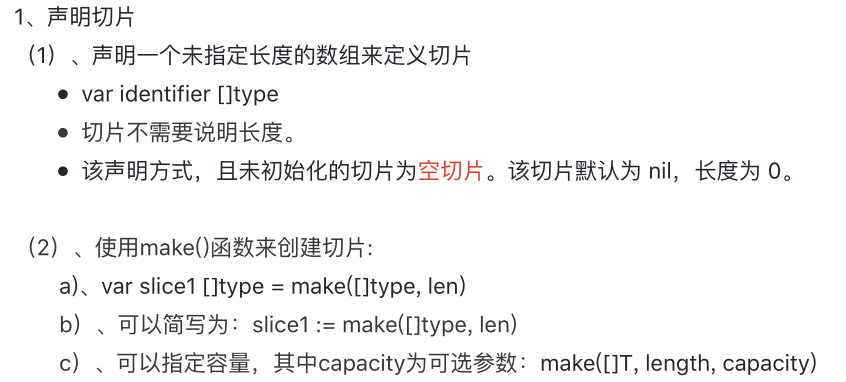 1、声明切片
（1）、声明一个未指定长度的数组来定义切片
● var identifier []type
● 切片不需要说明长度。
● 该声明方式，且未初始化的切片为空切片。该切片默认为 nil，长度为 0。
（2）、使用make()函数来创建切片:
a)、var slice1 []type = make([]type, len)
b）、可以简写为：slice1 := make([]type, len)
c）、可以指定容量，其中capacity为可选参数：make([]T, length, capacity)